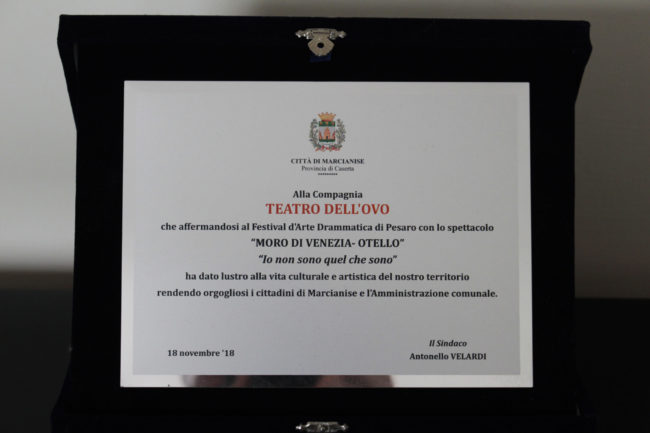 CITTÀ DI MARCIANISE
Provincia di Caserta
Alla Compagnia
TEATRO DELL'OVO
che affermandosi al Festival d'Arte Drammatica di Pesaro con lo spettacolo
"MORO DI VENEZIA- OTELLO"
"Io non sono quel che sono"
ha dato lustro alla vita culturale e artistica del nostro territorio
rendendo orgogliosi i cittadini di Marcianise e l'Amministrazione comunale.
18 novembre '18
Il Sindaco
Antonello VELARDI